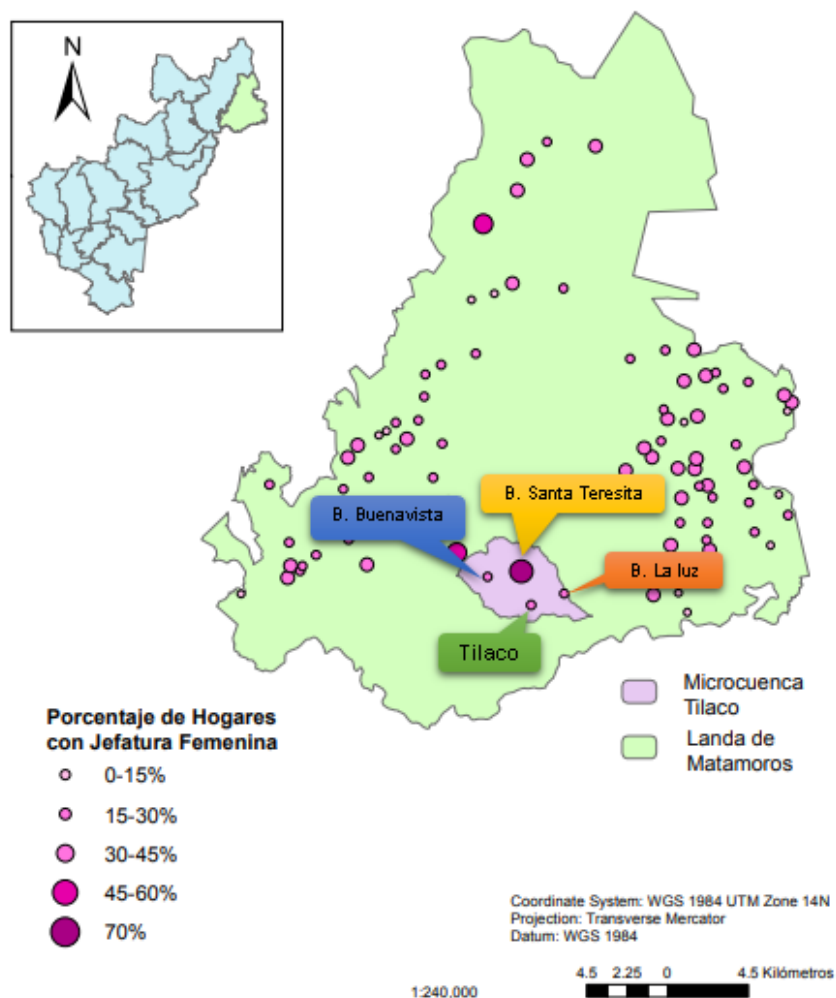 N
B. Santa Teresita
B. Buenavista
B. La luz
Tilaco
Microcuenca
Tilaco
Landa de
Matamoros
Porcentaje de Hogares
con Jefatura Femenina
0-15%
15-30%
30-45%
45-60%
70%
Coordinate System: WGS 1984 UTM Zone 14N
Projection: Transverse Mercator
Datum: WGS 1984
4.5 2.25 0 4.5 Kilómetros
1:240,000